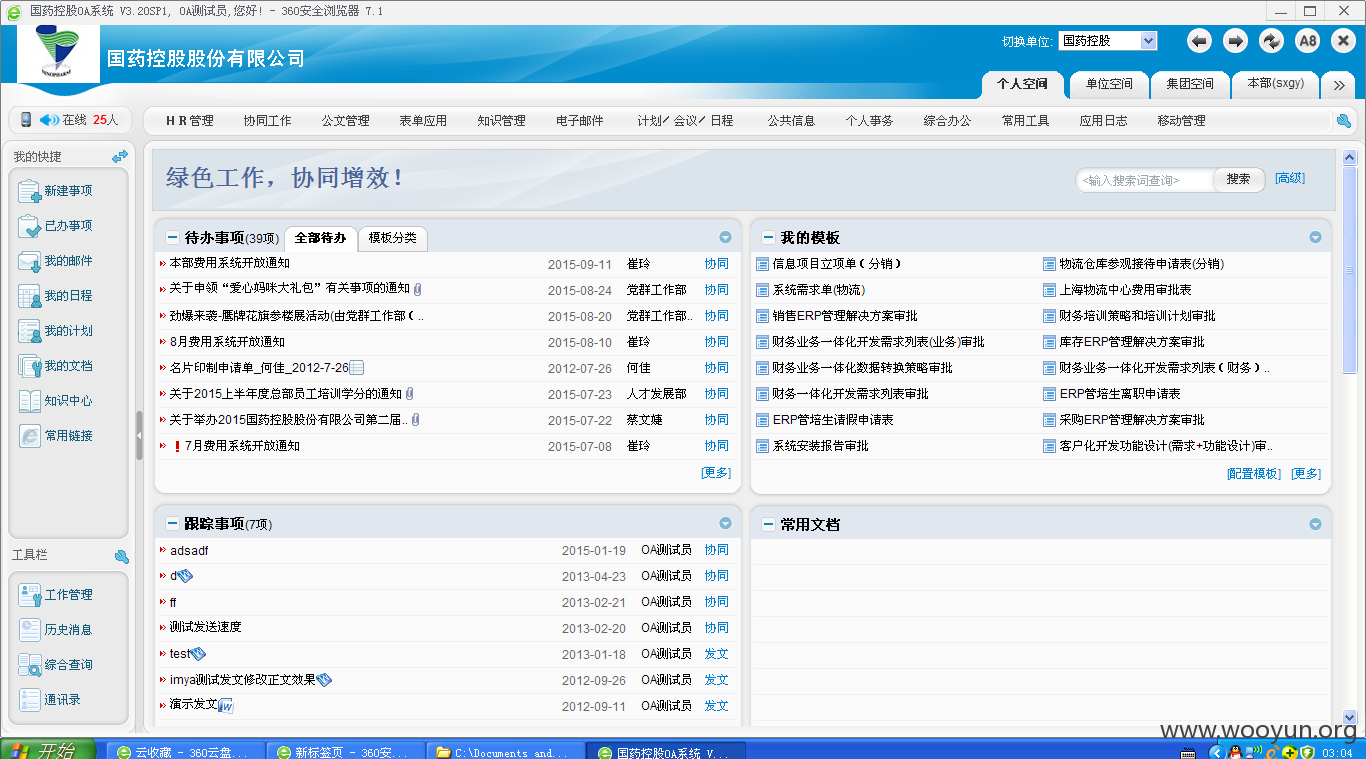 国药控股OA系统 V3.20SP1, OA测试员,您好! - 360安全浏览器 7.1
SINOPHARM
国药控股股份有限公司
切换单位: 国药控股
A8
个人空间 单位空间 集团空间 本部(sxgy) »
在线 25人
HR管理 协同工作 公文管理 表单应用 知识管理 电子邮件 计划/会议/日程 公共信息 个人事务 综合办公 常用工具 应用日志 移动管理
我的快捷
新建事项
已办事项
我的邮件
我的日程
我的计划
我的文档
知识中心
常用链接
工具栏
工作管理
历史消息
综合查询
通讯录
绿色工作，协同增效！
<输入搜索词查询> 搜索 [高级]
待办事项(39项) 全部待办 模板分类
本部费用系统开放通知 2015-09-11 崔玲 协同
关于申领“爱心妈咪大礼包”有关事项的通知 2015-08-24 党群工作部 协同
劲爆来袭-鹰牌花旗参楼展活动(由党群工作部（.. 2015-08-20 党群工作部.. 协同
8月费用系统开放通知 2015-08-10 崔玲 协同
名片印制申请单_何佳_2012-7-26 2012-07-26 何佳 协同
关于2015上半年度总部员工培训学分的通知 2015-07-23 人才发展部 协同
关于举办2015国药控股股份有限公司第二届.. 2015-07-22 蔡文婕 协同
7月费用系统开放通知 2015-07-08 崔玲 协同
[更多]
我的模板
信息项目立项单（分销） 物流仓库参观接待申请表(分销)
系统需求单(物流) 上海物流中心费用审批表
销售ERP管理解决方案审批 财务培训策略和培训计划审批
财务业务一体化开发需求列表(业务)审批 库存ERP管理解决方案审批
财务业务一体化数据转换策略审批 财务业务一体化开发需求列表（财务）..
财务一体化开发需求列表审批 ERP管培生离职申请表
ERP管培生请假申请表 采购ERP管理解决方案审批
系统安装报告审批 客户化开发功能设计(需求+功能设计)审..
[配置模板] [更多]
跟踪事项(7项)
adsadf 2015-01-19 OA测试员 协同
d 2013-04-23 OA测试员 协同
ff 2013-02-21 OA测试员 协同
测试发送速度 2013-02-20 OA测试员 协同
test 2013-01-18 OA测试员 发文
imya测试发文修改正文效果 2012-09-26 OA测试员 发文
演示发文 2012-09-11 OA测试员 发文
常用文档
www.wooyun.org
开始 云收藏 - 360云盘... 新标签页 - 360安... C:\Documents and... 国药控股OA系统 V... 03:04